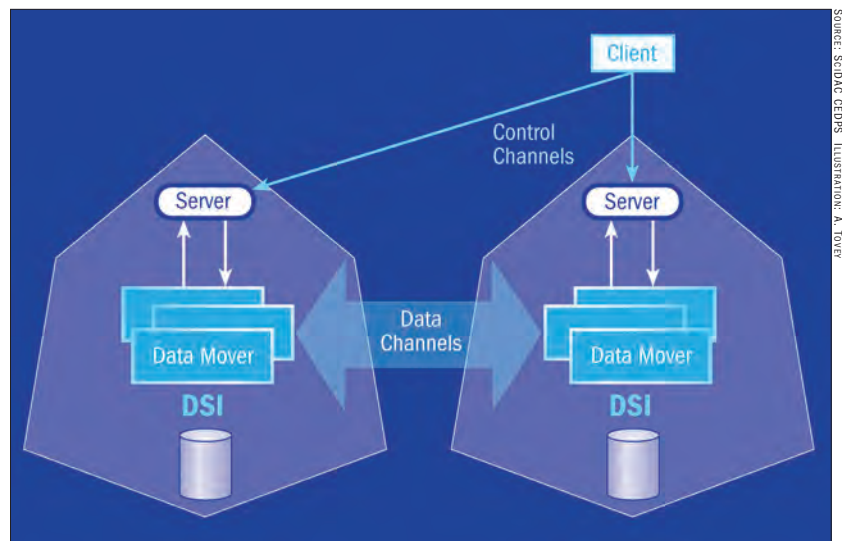 Client
Control
Channels
Server
Server
Data
Channels
Data Mover
Data Mover
DSI
DSI
SOURCE: SCIDAC CEDPS ILLUSTRATION: A. TOVEY